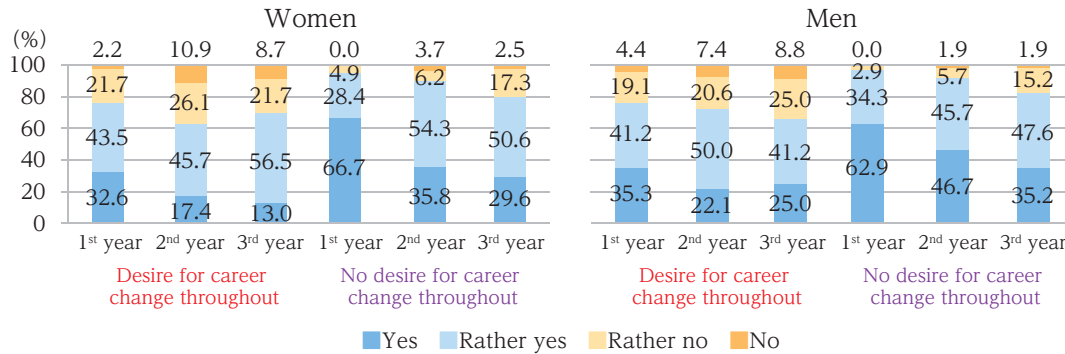 Women Men
(%)
2.2 10.9 8.7 0.0 3.7 2.5 4.4 7.4 8.8 0.0 1.9 1.9
100
80
60
40
20
0
21.7 26.1 21.7 4.9 6.2 17.3 19.1 20.6 25.0 2.9 5.7 15.2
43.5 45.7 56.5 28.4 54.3 50.6 41.2 50.0 41.2 34.3 45.7 47.6
32.6 17.4 13.0 66.7 35.8 29.6 35.3 22.1 25.0 62.9 46.7 35.2
1st year 2nd year 3rd year 1st year 2nd year 3rd year 1st year 2nd year 3rd year 1st year 2nd year 3rd year
Desire for career No desire for career Desire for career No desire for career
change throughout change throughout change throughout change throughout
Yes Rather yes Rather no No